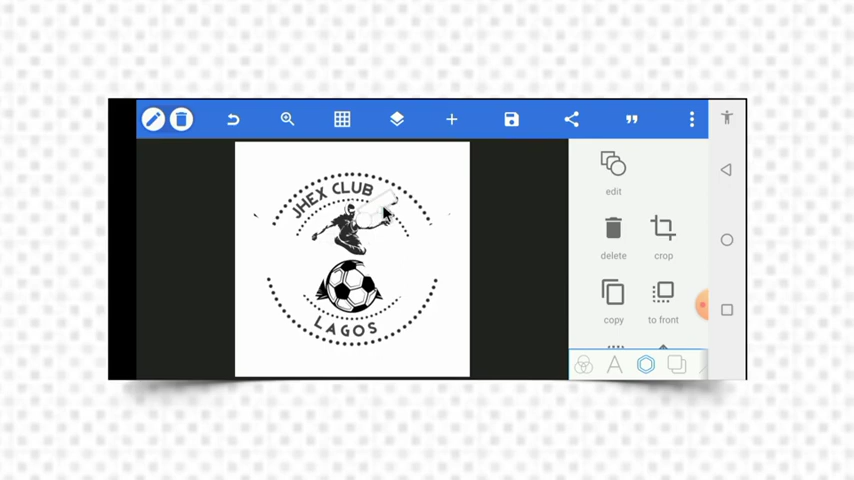 JHEX CLUB
LAGOS
edit
delete
crop
copy
to front